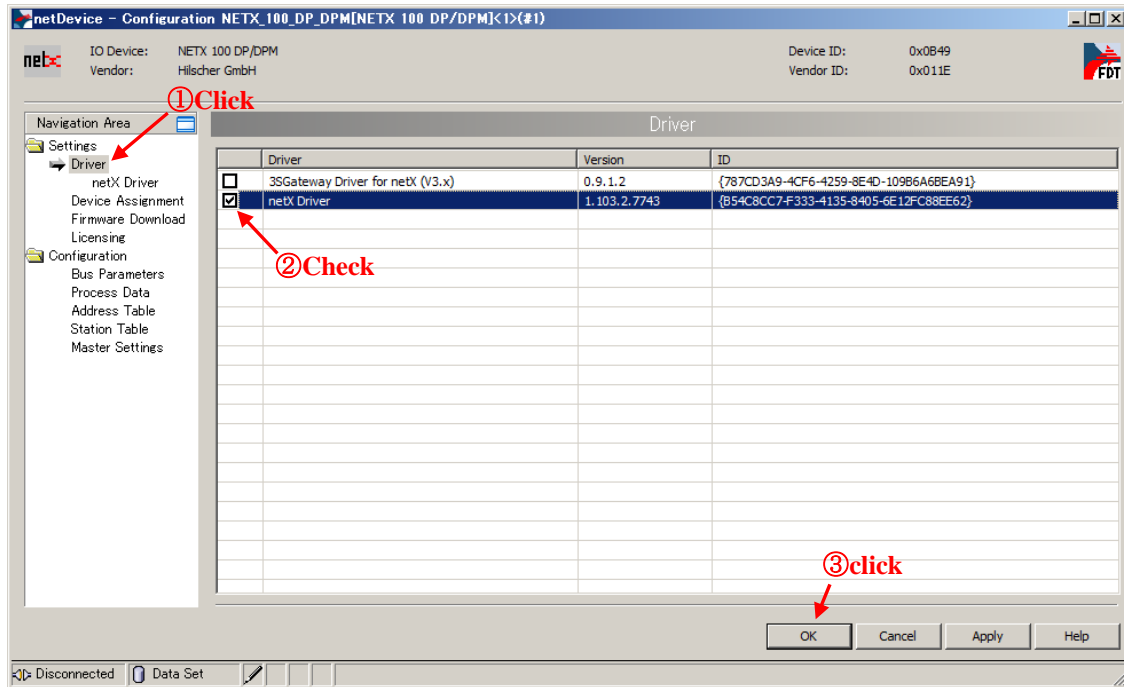 netDevice - Configuration NETX_100_DP_DPM[NETX 100 DP/DPM]<1>(#1)
netx
IO Device: NETX 100 DP/DPM Device ID: 0x0B49
Vendor: Hilscher GmbH Vendor ID: 0x011E
FDT
①Click
Navigation Area
Driver
Settings
Driver
netX Driver
Device Assignment
Firmware Download
Licensing
Configuration
Bus Parameters
Process Data
Address Table
Station Table
Master Settings
Driver Version ID
3SGateway Driver for netX (V3.x) 0.9.1.2 {787CD3A9-4CF6-4259-8E4D-109B6A6BEA91}
netX Driver 1.103.2.7743 {B54C8CC7-F333-4135-8405-6E12FC88EE62}
②Check
③click
OK Cancel Apply Help
Disconnected Data Set